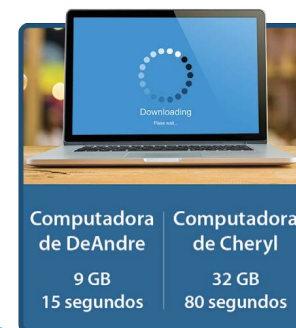 Downloading
Please wait...
Computadora de DeAndre
9 GB
15 segundos
Computadora de Cheryl
32 GB
80 segundos